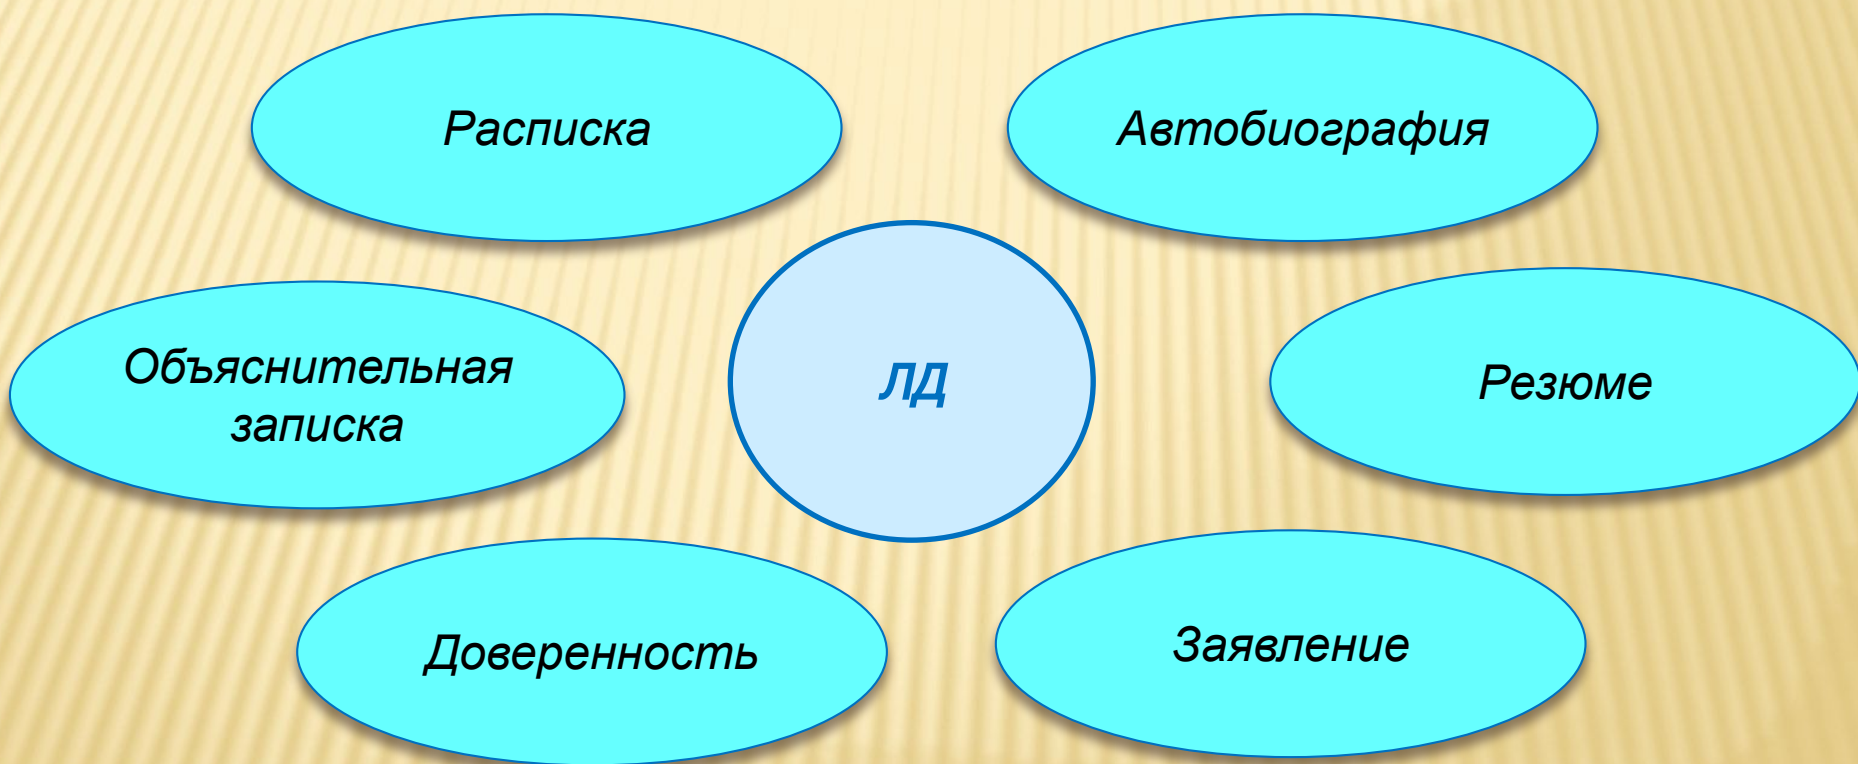 Расписка
Автобиография
Объяснительная
записка
ЛД
Резюме
Доверенность
Заявление